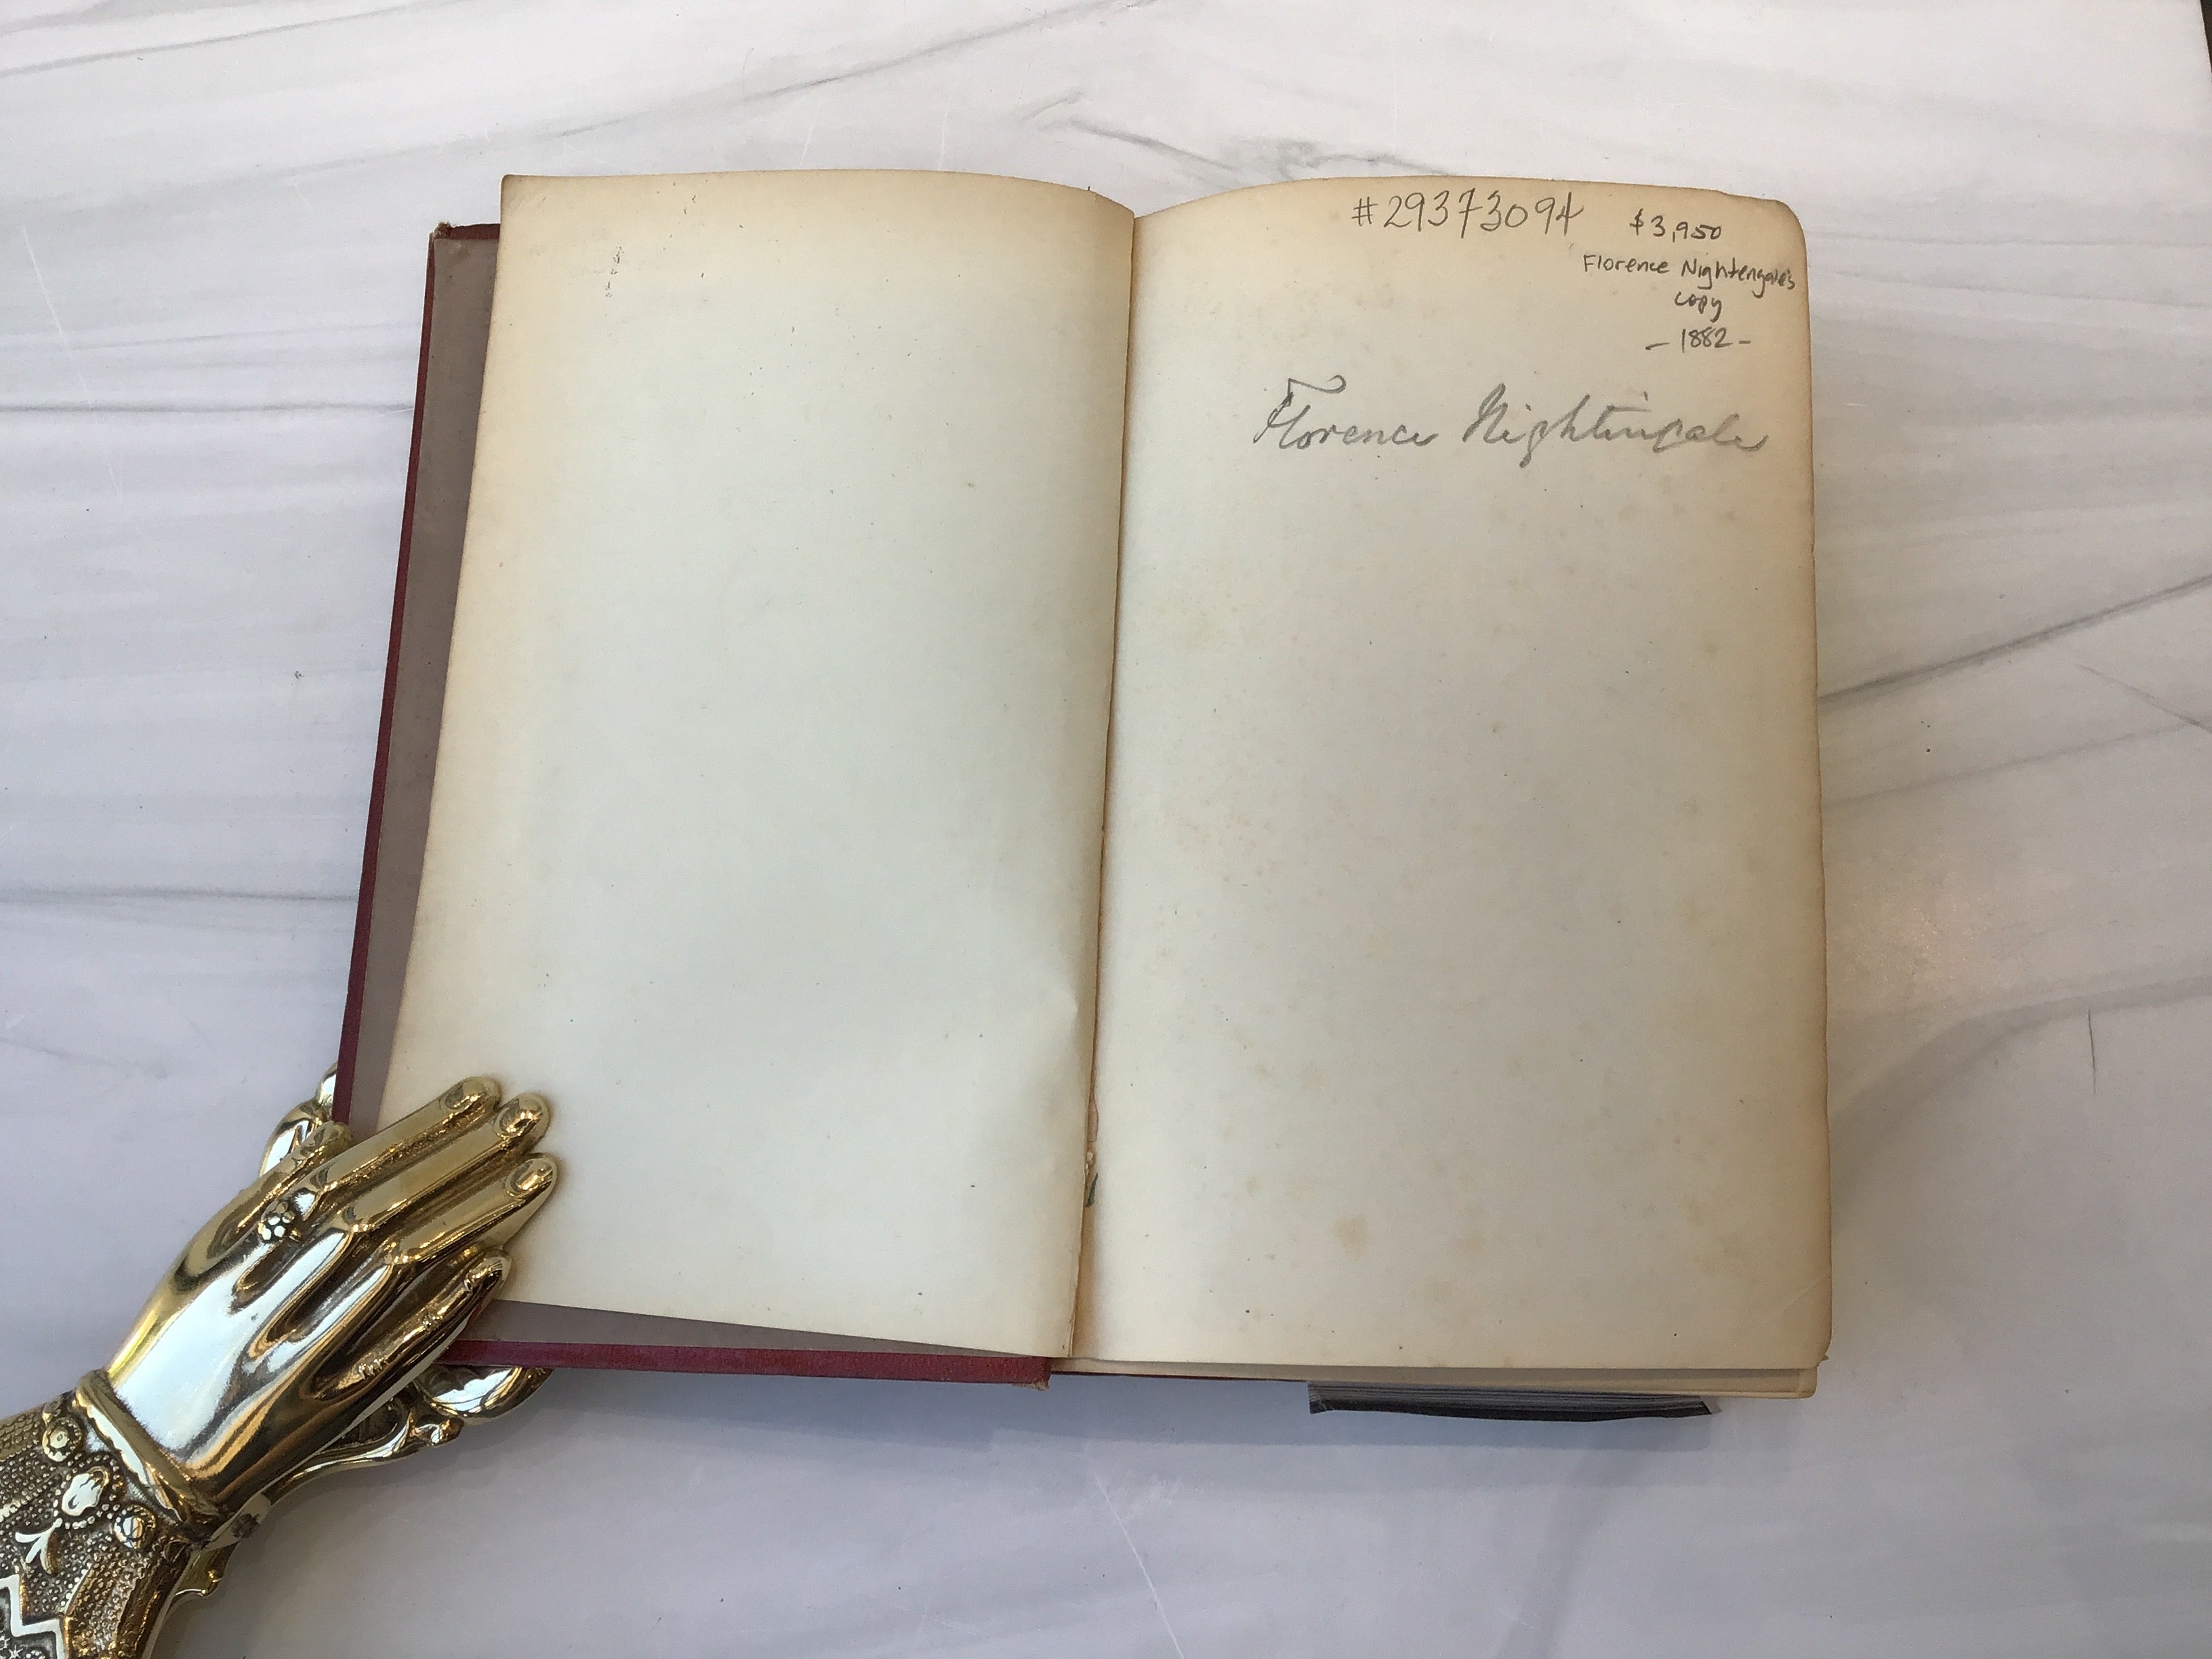 #29373094
$3,950
Florence Nightengale's
copy
- 1882 -
Florence Nightingale